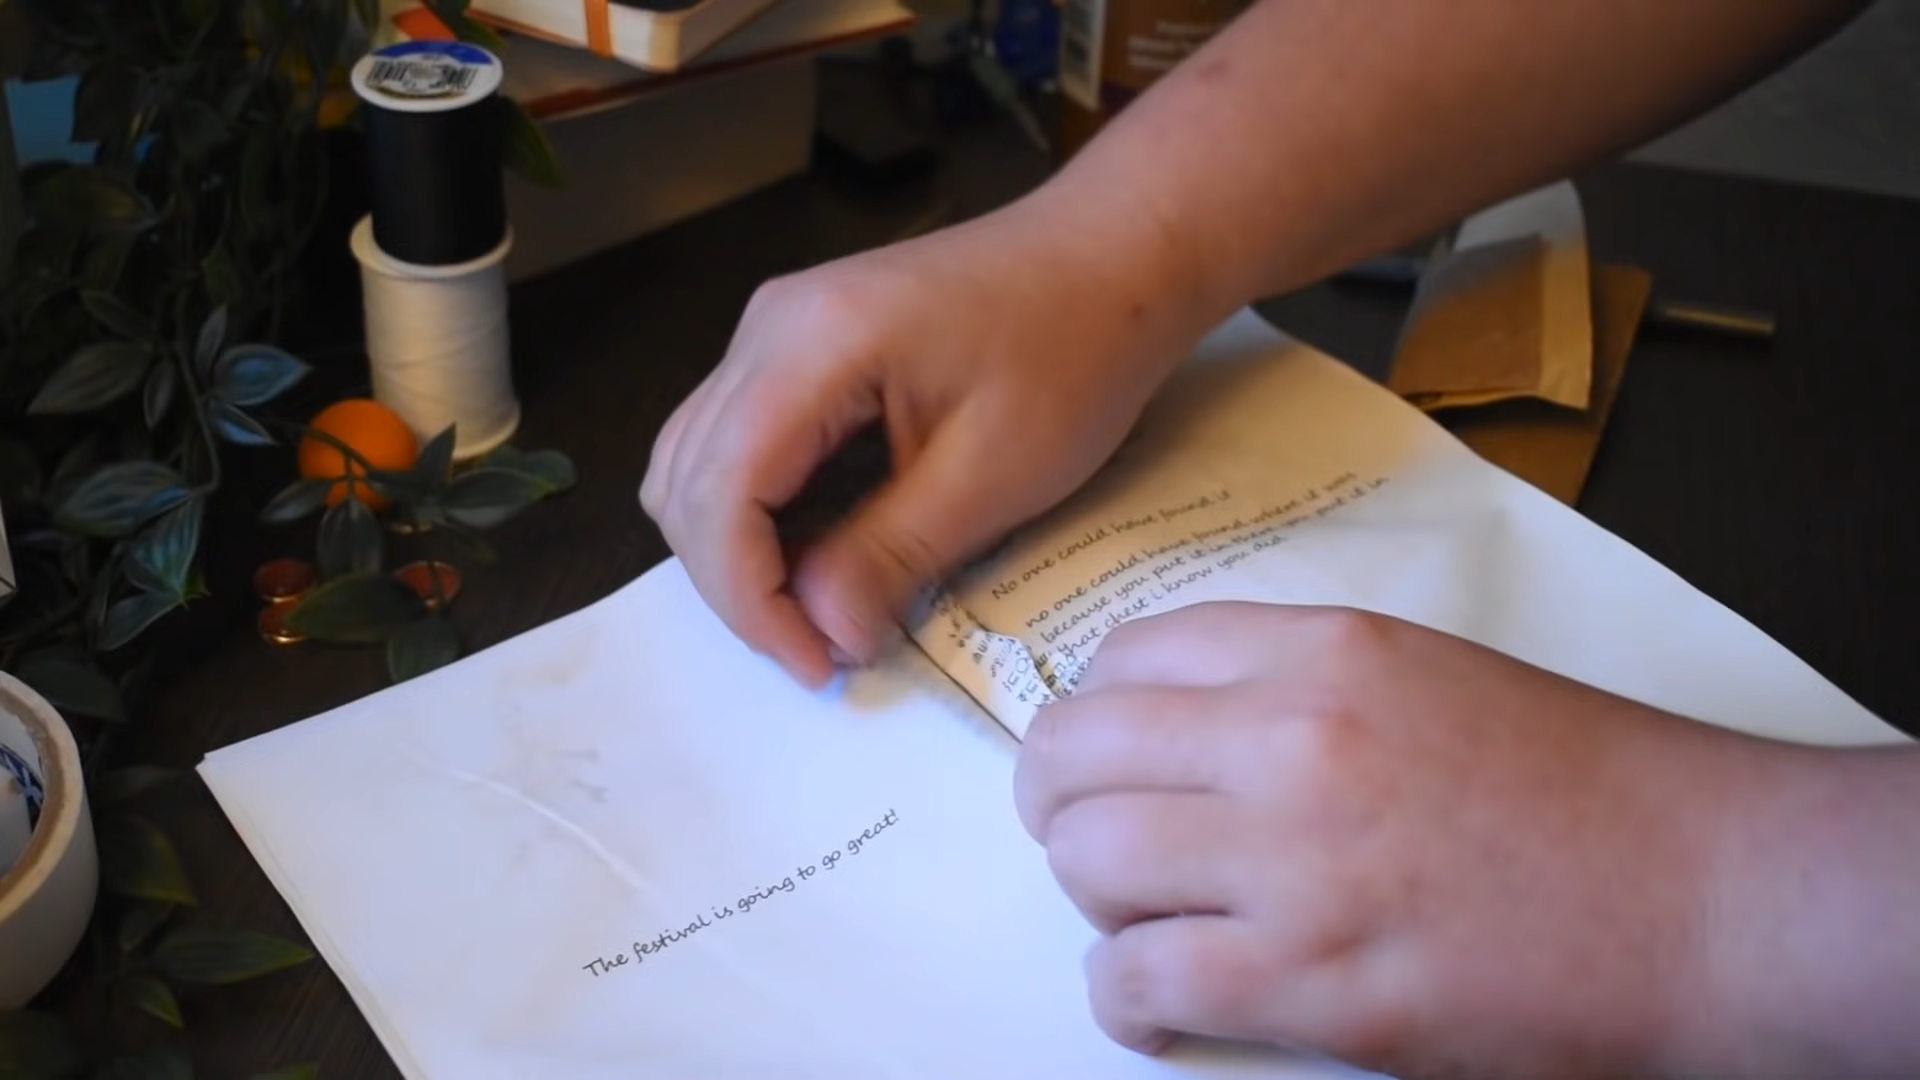 The festival is going to go great!
No one could have found it
no one could have found where it was
because you put it in there you put it in
that chest i know you did